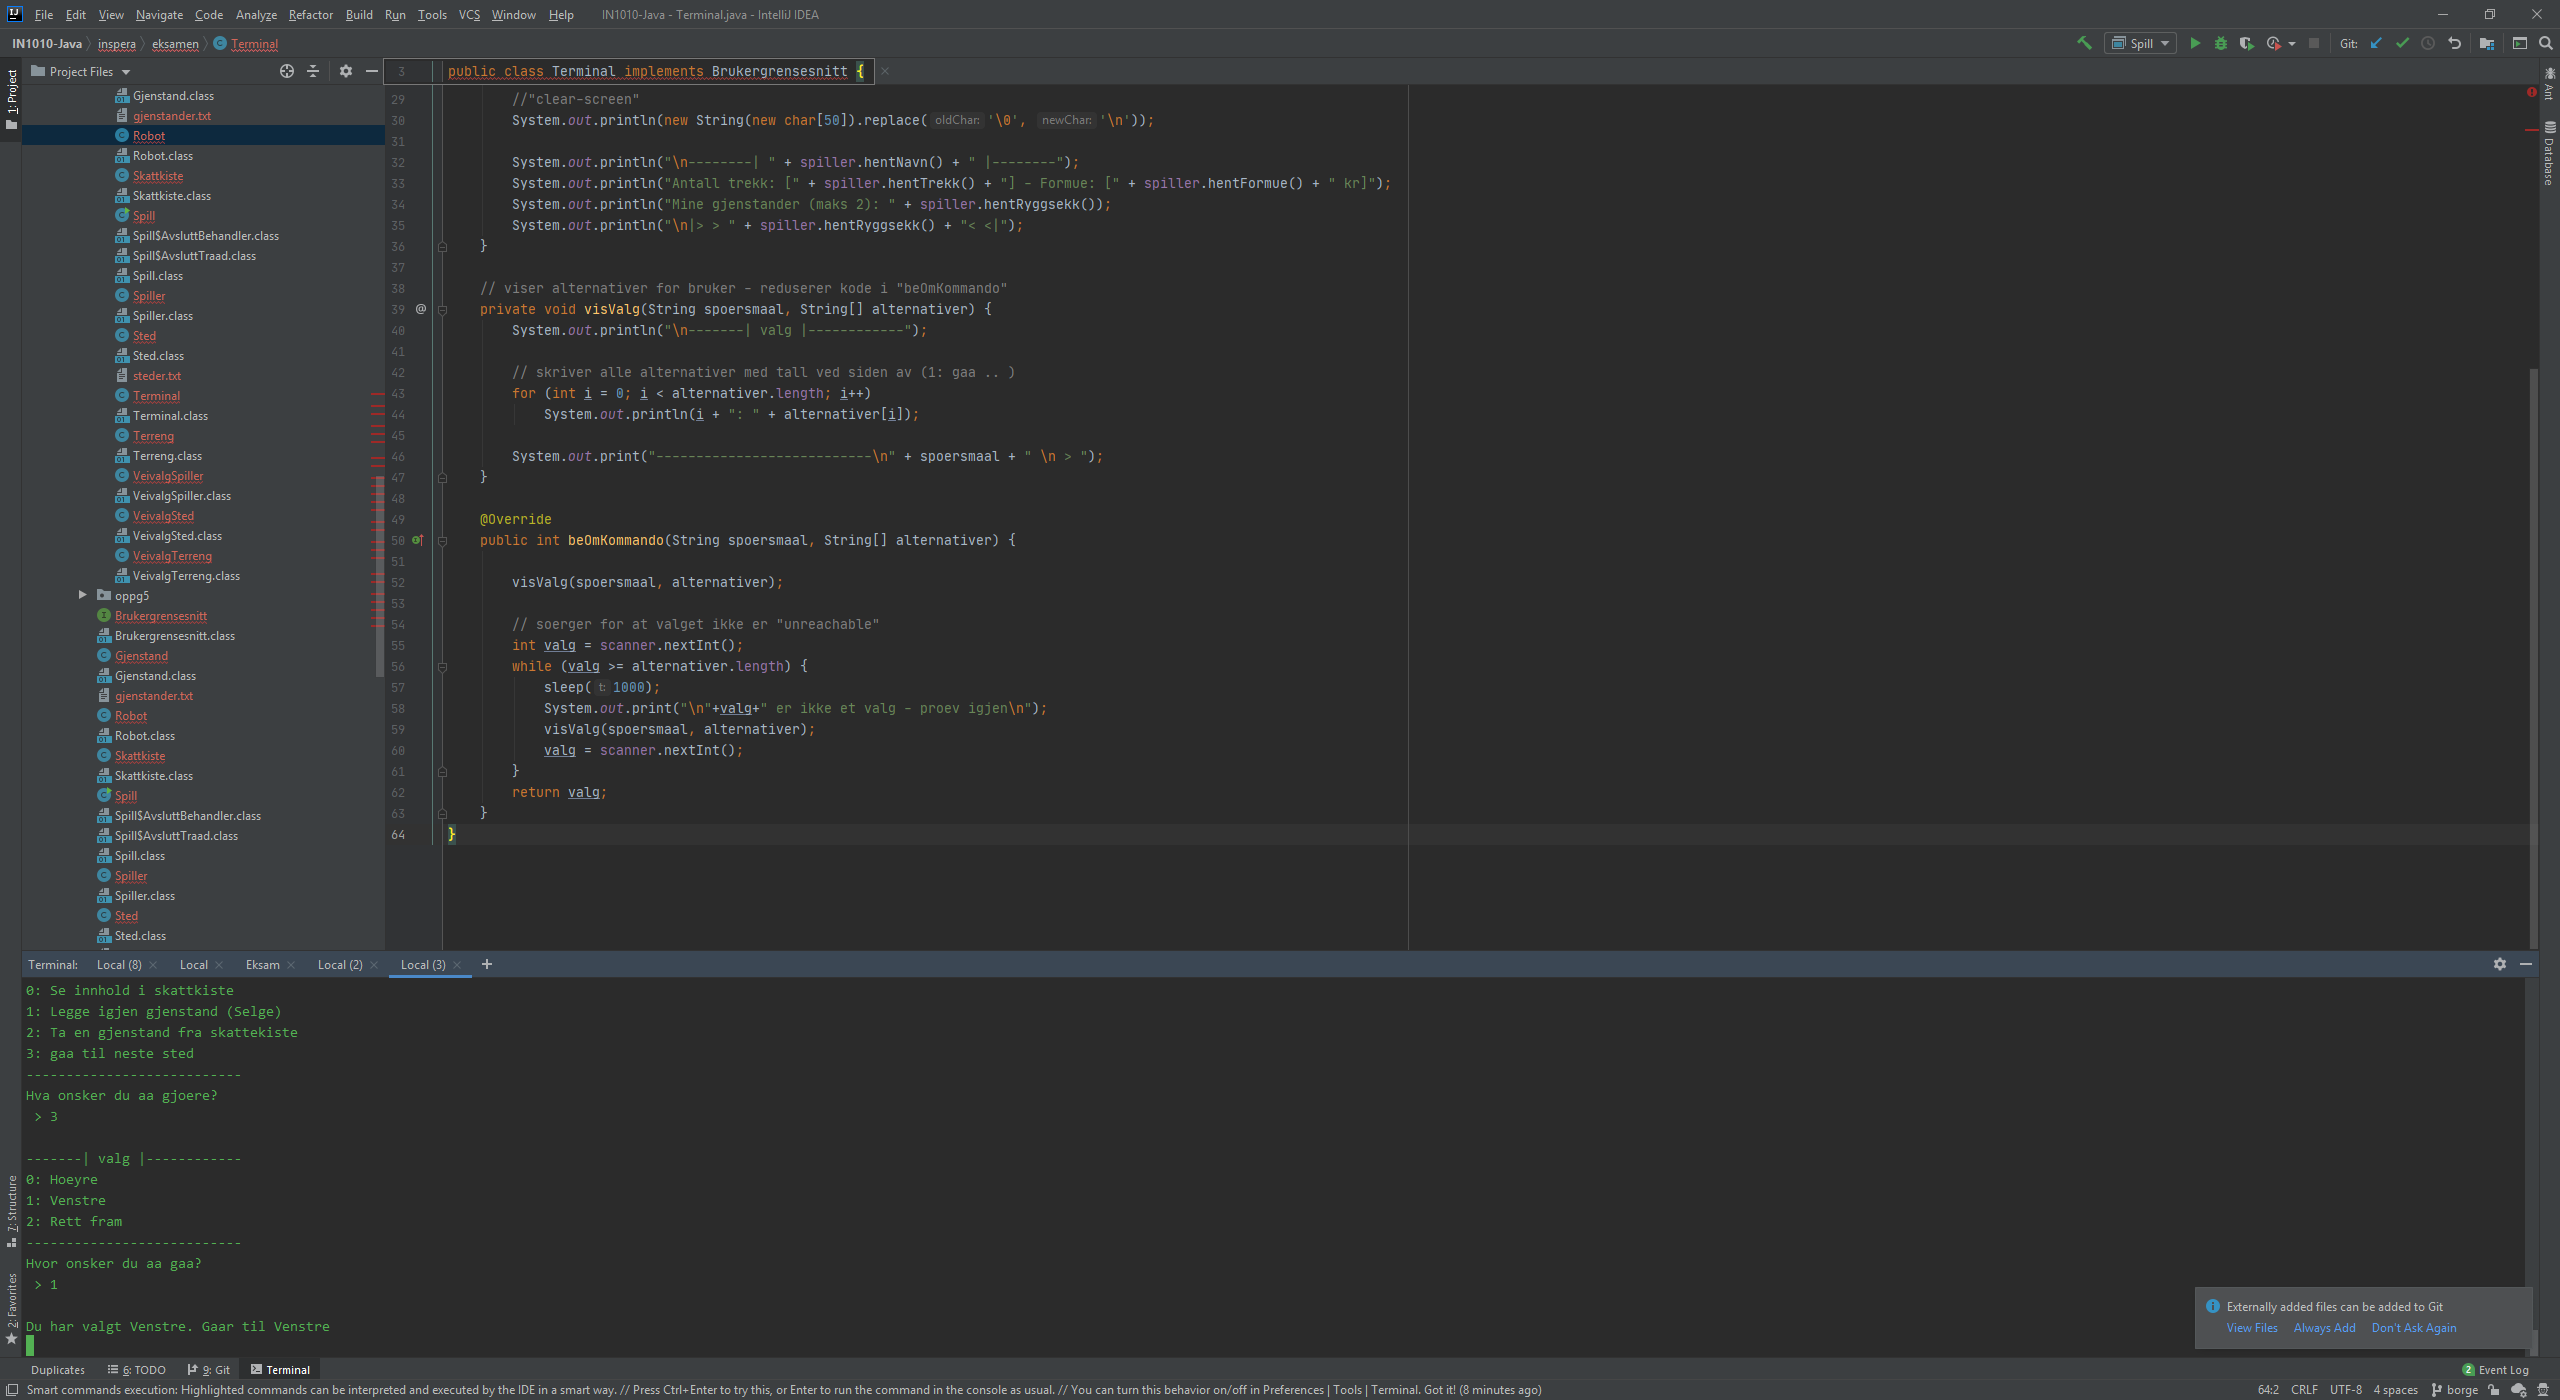 File Edit View Navigate Code Analyze Refactor Build Run Tools VCS Window Help IN1010-Java - Terminal.java - IntelliJ IDEA
IN1010-Java inspera eksamen Terminal
Spill Git:
1: Project
Project Files
Gjenstand.class
gjenstander.txt
Robot
Robot.class
Skattkiste
Skattkiste.class
Spill
Spill$AvsluttBehandler.class
Spill$AvsluttTraad.class
Spill.class
Spiller
Spiller.class
Sted
Sted.class
steder.txt
Terminal
Terminal.class
Terreng
Terreng.class
VeivalgSpiller
VeivalgSpiller.class
VeivalgSted
VeivalgSted.class
VeivalgTerreng
VeivalgTerreng.class
oppg5
Brukergrensesnitt
Brukergrensesnitt.class
Gjenstand
Gjenstand.class
gjenstander.txt
Robot
Robot.class
Skattkiste
Skattkiste.class
Spill
Spill$AvsluttBehandler.class
Spill$AvsluttTraad.class
Spill.class
Spiller
Spiller.class
Sted
Sted.class
3 public class Terminal implements Brukergrensesnitt {
29 //"clear-screen"
30 System.out.println(new String(new char[50]).replace( oldChar: '\0', newChar: '\n'));
31
32 System.out.println("\n--------| " + spiller.hentNavn() + " |--------");
33 System.out.println("Antall trekk: [" + spiller.hentTrekk() + "] - Formue: [" + spiller.hentFormue() + " kr]");
34 System.out.println("Mine gjenstander (maks 2): " + spiller.hentRyggsekk());
35 System.out.println("\n|> > " + spiller.hentRyggsekk() + "< <|");
36 }
37
38 // viser alternativer for bruker - reduserer kode i "beOmKommando"
39 @ private void visValg(String spoersmaal, String[] alternativer) {
40 System.out.println("\n-------| valg |------------");
41
42 // skriver alle alternativer med tall ved siden av (1: gaa .. )
43 for (int i = 0; i < alternativer.length; i++)
44 System.out.println(i + ": " + alternativer[i]);
45
46 System.out.print("---------------------------\n" + spoersmaal + " \n > ");
47 }
48
49 @Override
50 public int beOmKommando(String spoersmaal, String[] alternativer) {
51
52 visValg(spoersmaal, alternativer);
53
54 // soerger for at valget ikke er "unreachable"
55 int valg = scanner.nextInt();
56 while (valg >= alternativer.length) {
57 sleep( t: 1000);
58 System.out.print("\n"+valg+" er ikke et valg - proev igjen\n");
59 visValg(spoersmaal, alternativer);
60 valg = scanner.nextInt();
61 }
62 return valg;
63 }
64 }
Ant
Database
Terminal: Local (8) Local Eksam Local (2) Local (3)
0: Se innhold i skattkiste
1: Legge igjen gjenstand (Selge)
2: Ta en gjenstand fra skattekiste
3: gaa til neste sted
---------------------------
Hva onsker du aa gjoere?
> 3
-------| valg |------------
0: Hoeyre
1: Venstre
2: Rett fram
---------------------------
Hvor onsker du aa gaa?
> 1
Du har valgt Venstre. Gaar til Venstre
7: Structure
2: Favorites
Externally added files can be added to Git
View Files Always Add Don't Ask Again
Duplicates 6: TODO 9: Git Terminal 2 Event Log
Smart commands execution: Highlighted commands can be interpreted and executed by the IDE in a smart way. // Press Ctrl+Enter to try this, or Enter to run the command in the console as usual. // You can turn this behavior on/off in Preferences | Tools | Terminal. Got it! (8 minutes ago) 64:2 CRLF UTF-8 4 spaces borge